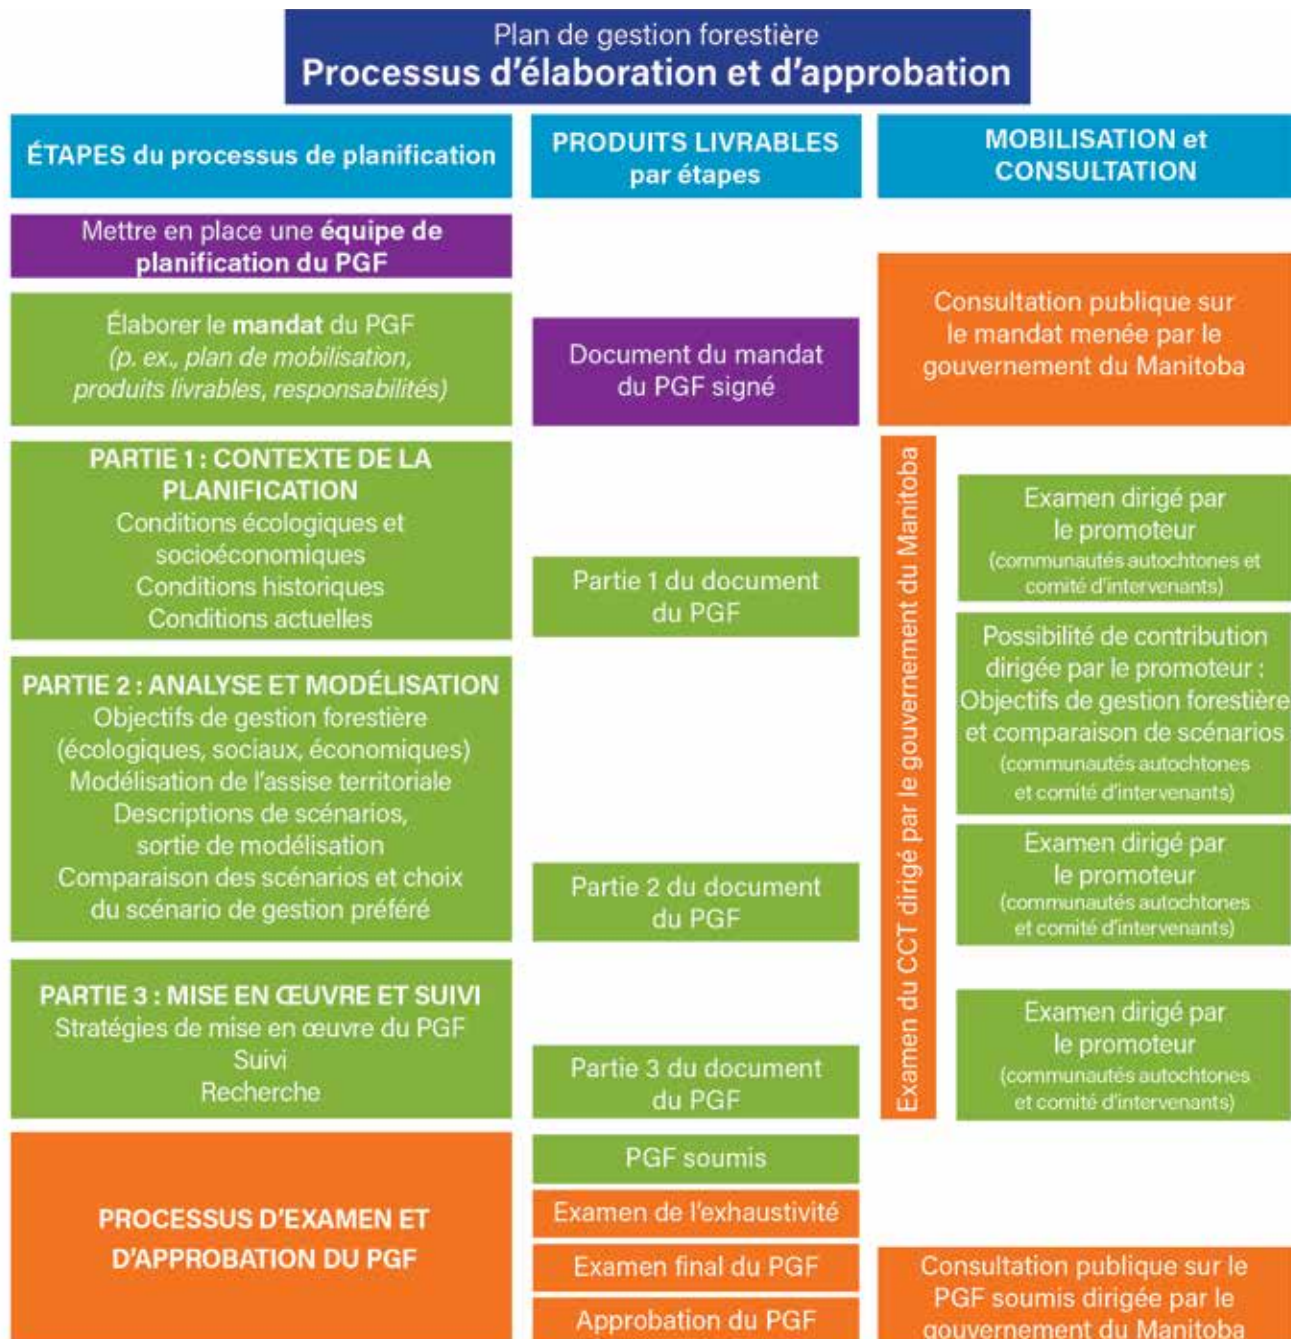 Plan de gestion forestière
Processus d'élaboration et d'approbation
ÉTAPES du processus de planification
PRODUITS LIVRABLES
par étapes
MOBILISATION et
CONSULTATION
Mettre en place une équipe de
planification du PGF
Élaborer le mandat du PGF
(p. ex., plan de mobilisation,
produits livrables, responsabilités)
Document du mandat
du PGF signé
Consultation publique sur
le mandat menée par le
gouvernement du Manitoba
PARTIE 1 : CONTEXTE DE LA
PLANIFICATION
Conditions écologiques et
socioéconomiques
Conditions historiques
Conditions actuelles
Partie 1 du document
du PGF
Examen du CCT dirigé par le gouvernement du Manitoba
Examen dirigé par
le promoteur
(communautés autochtones et
comité d'intervenants)
Possibilité de contribution
dirigée par le promoteur :
Objectifs de gestion forestière
et comparaison de scénarios
(communautés autochtones
et comité d'intervenants)
PARTIE 2 : ANALYSE ET MODÉLISATION
Objectifs de gestion forestière
(écologiques, sociaux, économiques)
Modélisation de l'assise territoriale
Descriptions de scénarios,
sortie de modélisation
Comparaison des scénarios et choix
du scénario de gestion préféré
Partie 2 du document
du PGF
Examen dirigé par
le promoteur
(communautés autochtones
et comité d'intervenants)
PARTIE 3 : MISE EN ŒUVRE ET SUIVI
Stratégies de mise en œuvre du PGF
Suivi
Recherche
Partie 3 du document
du PGF
Examen dirigé par
le promoteur
(communautés autochtones
et comité d'intervenants)
PROCESSUS D'EXAMEN ET
D'APPROBATION DU PGF
PGF soumis
Examen de l'exhaustivité
Examen final du PGF
Approbation du PGF
Consultation publique sur le
PGF soumis dirigée par le
gouvernement du Manitoba